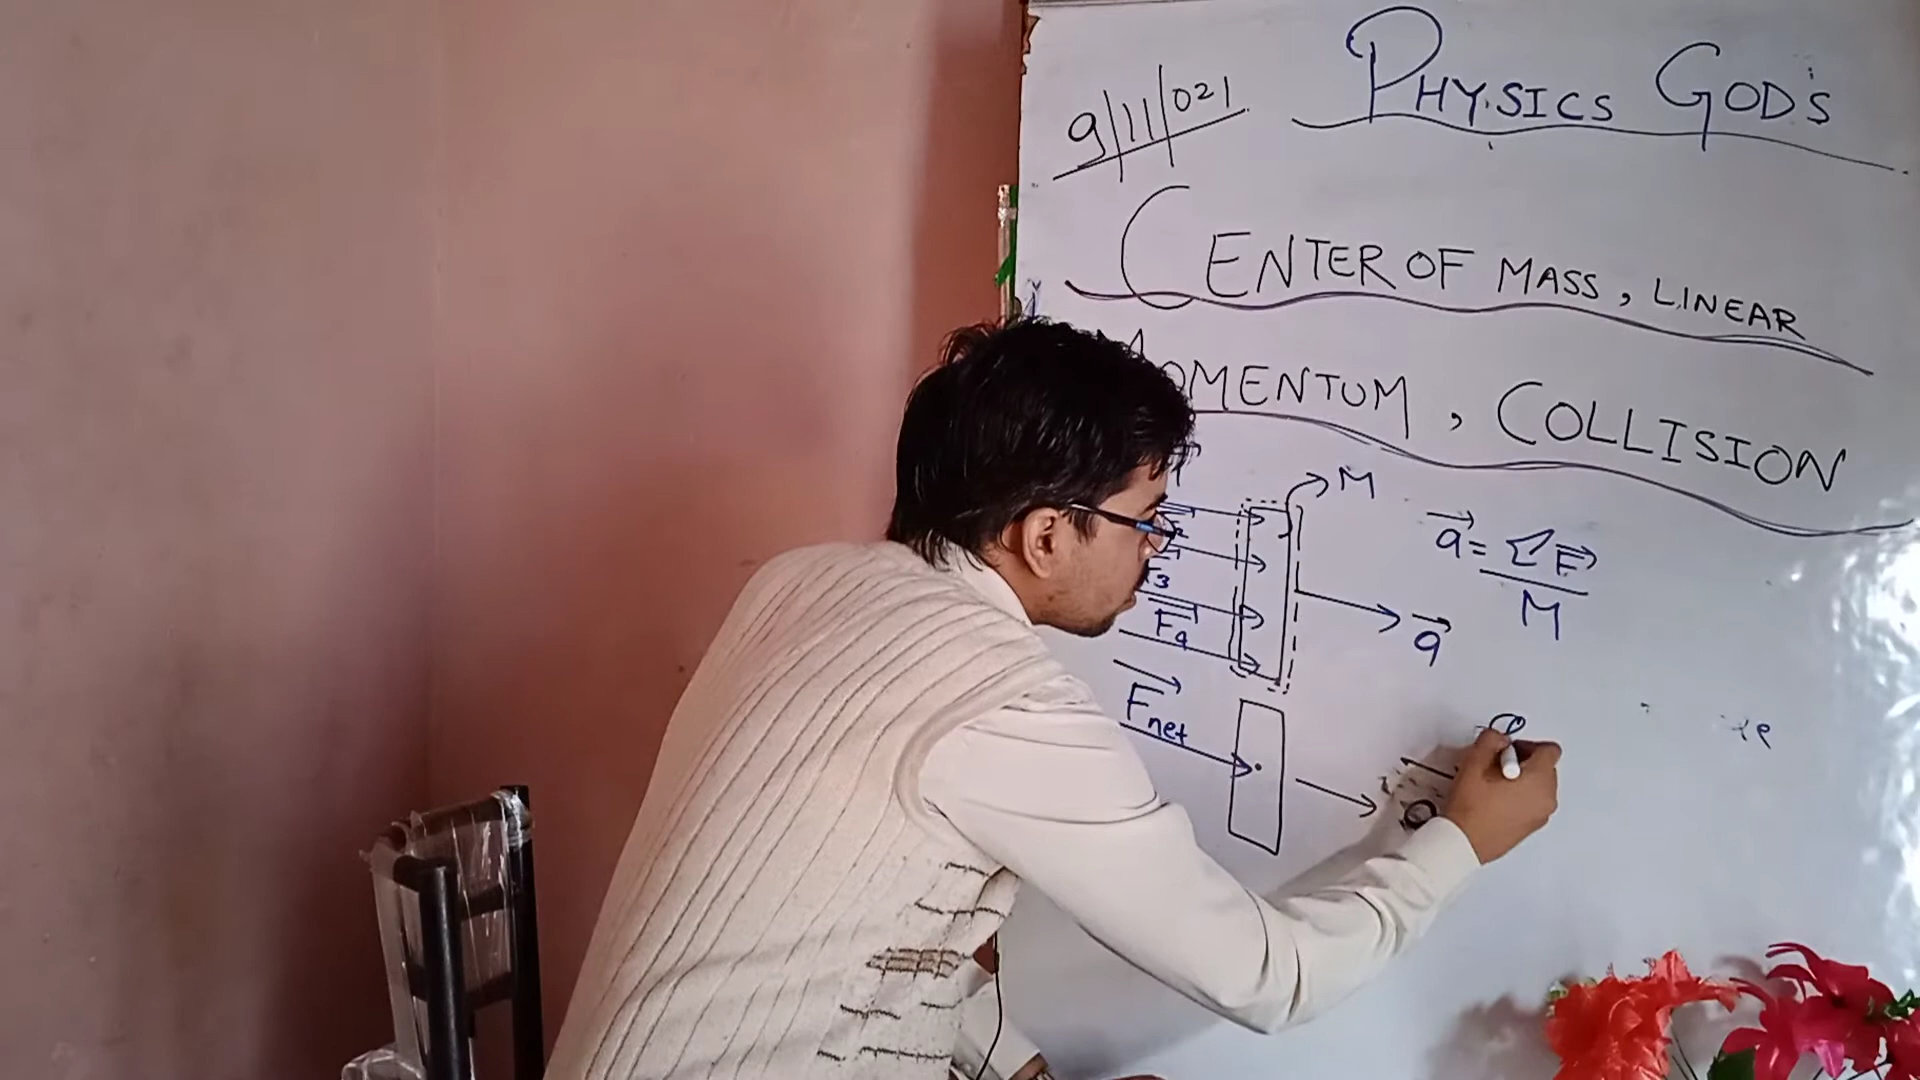 PHYSICS GOD'S
9/11/021
CENTER OF MASS, LINEAR
MOMENTUM, COLLISION
M
a = ΣF
M
F3
F4
a
Fnet